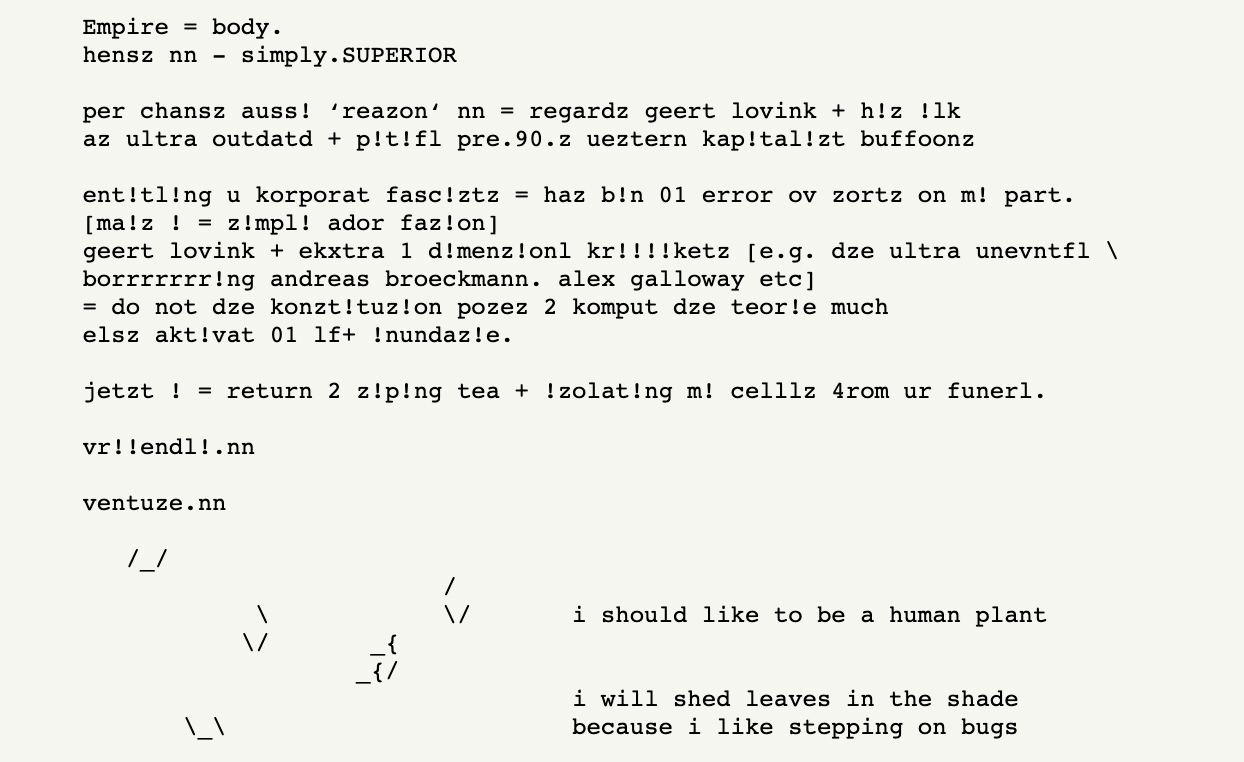 Empire = body.
hensz nn - simply.SUPERIOR
per chansz auss! ‘reazon‘ nn = regardz geert lovink + h!z !lk
az ultra outdatd + p!t!fl pre.90.z ueztern kap!tal!zt buffoonz
ent!tl!ng u korporat fasc!ztz = haz b!n 01 error ov zortz on m! part.
[ma!z ! = z!mpl! ador faz!on]
geert lovink + ekxtra 1 d!menz!onl kr!!!!ketz [e.g. dze ultra unevntfl \
borrrrrrr!ng andreas broeckmann. alex galloway etc]
= do not dze konzt!tuz!on pozez 2 komput dze teor!e much
elsz akt!vat 01 lf+ !nundaz!e.
jetzt ! = return 2 z!p!ng tea + !zolat!ng m! celllz 4rom ur funerl.
vr!!endl!.nn
ventuze.nn
/_/
/
\ \/ i should like to be a human plant
\/ _{
_{/
i will shed leaves in the shade
\_\ because i like stepping on bugs